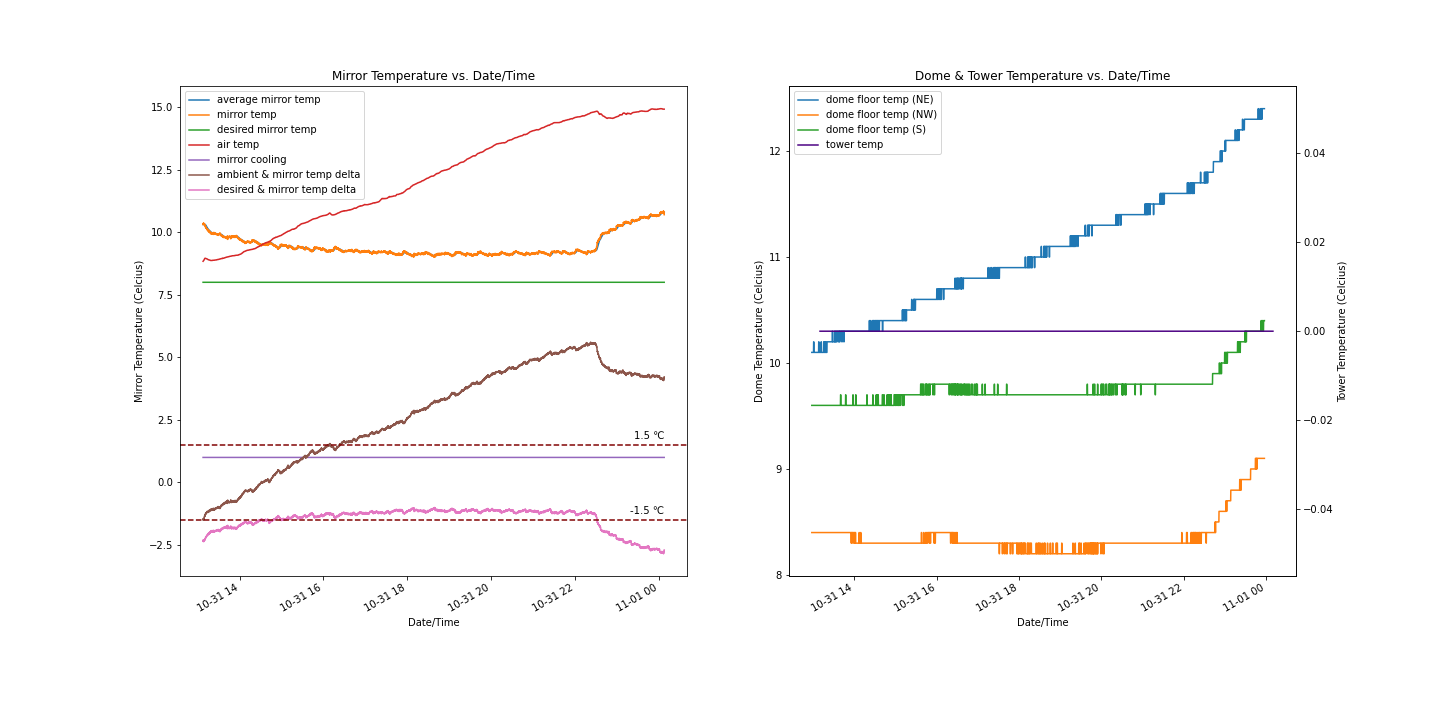 Mirror Temperature vs. Date/Time
average mirror temp
mirror temp
desired mirror temp
air temp
mirror cooling
ambient & mirror temp delta
desired & mirror temp delta
15.0
12.5
10.0
7.5
5.0
2.5
0.0
−2.5
Mirror Temperature (Celcius)
1.5 °C
-1.5 °C
10-31 14
10-31 16
10-31 18
10-31 20
10-31 22
11-01 00
Date/Time
Dome & Tower Temperature vs. Date/Time
dome floor temp (NE)
dome floor temp (NW)
dome floor temp (S)
tower temp
12
11
10
9
8
Dome Temperature (Celcius)
0.04
0.02
0.00
−0.02
−0.04
Tower Temperature (Celcius)
10-31 14
10-31 16
10-31 18
10-31 20
10-31 22
11-01 00
Date/Time